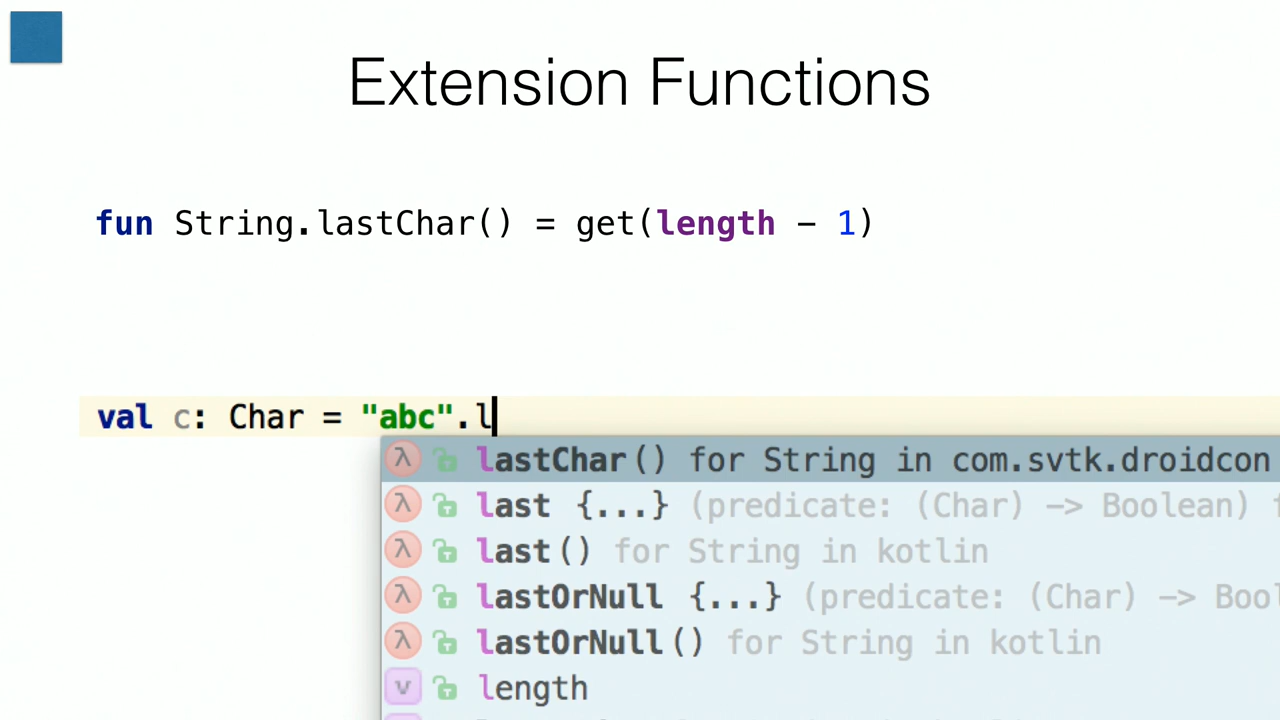 Extension Functions
fun String.lastChar() = get(length - 1)
val c: Char = "abc".l
λ lastChar() for String in com.svtk.droidcon
λ last {...} (predicate: (Char) -> Boolean) f
λ last() for String in kotlin
λ lastOrNull {...} (predicate: (Char) -> Bool
λ lastOrNull() for String in kotlin
v length